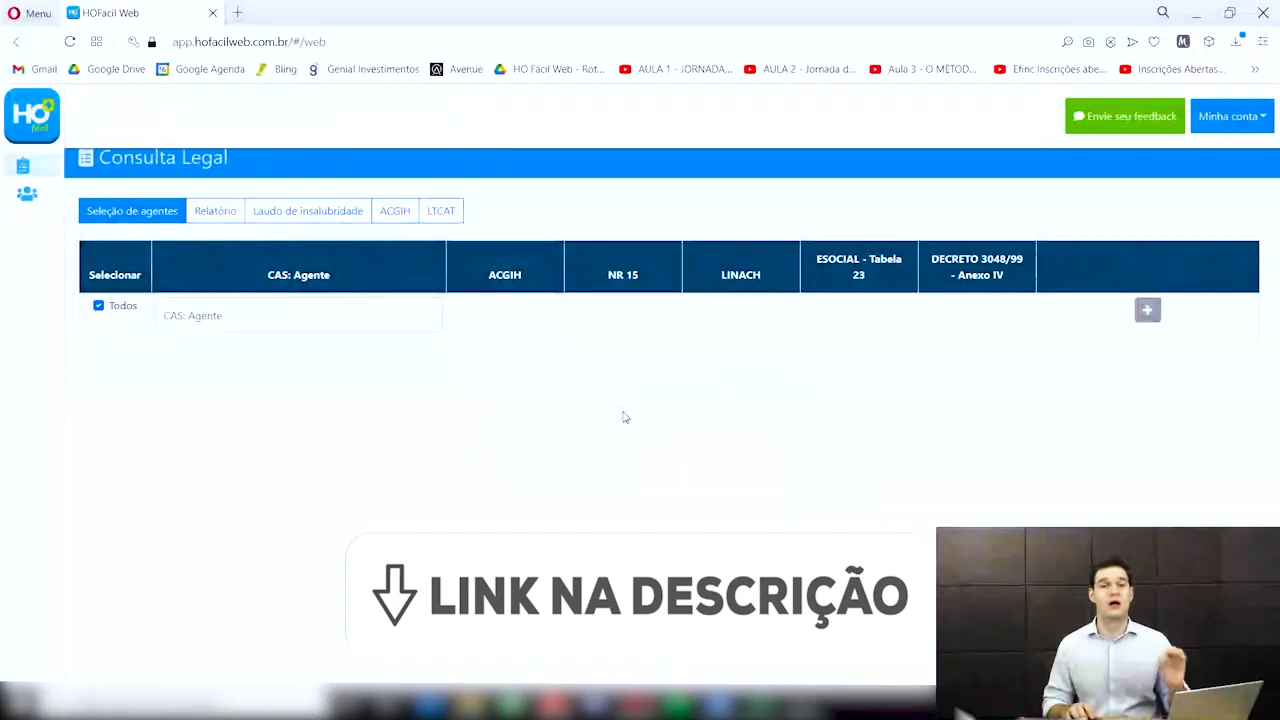 Menu
HOFacil Web
app.hofacilweb.com.br/#/web
Gmail
Google Drive
Google Agenda
Bling
Genial Investimentos
Avenue
HO Fácil Web - Rot...
AULA 1 - JORNADA...
AULA 2 - Jornada d...
Aula 3 - O MÉTOD...
Efinc Inscrições abe...
Inscrições Abertas...
HO
fácil
Envie seu feedback
Minha conta
Consulta Legal
Seleção de agentes
Relatório
Laudo de insalubridade
ACGIH
LTCAT
Selecionar
CAS: Agente
ACGIH
NR 15
LINACH
ESOCIAL - Tabela
23
DECRETO 3048/99
- Anexo IV
Todos
CAS: Agente
LINK NA DESCRIÇÃO